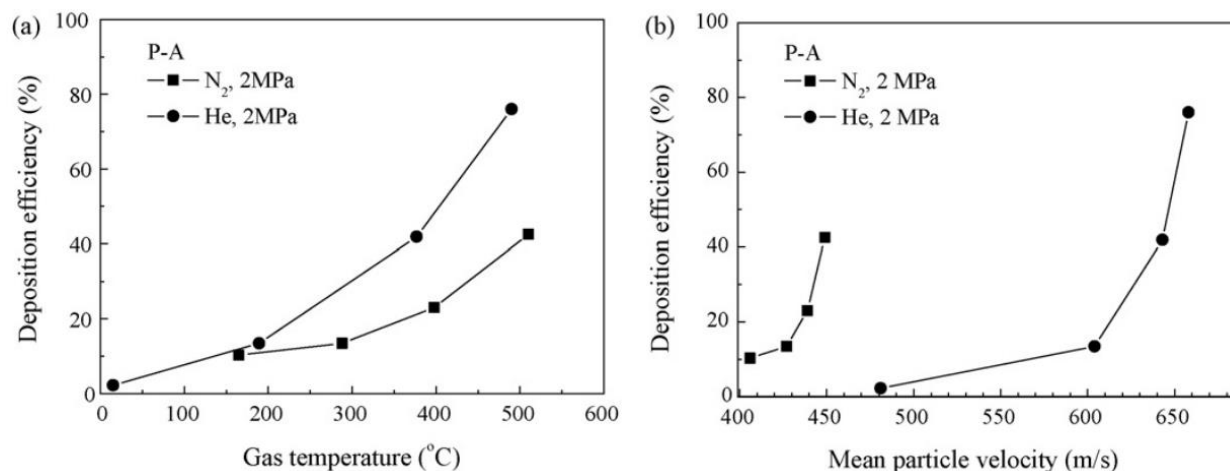 (a)
P-A
N₂, 2MPa
He, 2MPa
100
80
60
40
20
0
Deposition efficiency (%)
0 100 200 300 400 500 600
Gas temperature (°C)
(b)
P-A
N₂, 2 MPa
He, 2 MPa
100
80
60
40
20
0
Deposition efficiency (%)
400 450 500 550 600 650
Mean particle velocity (m/s)